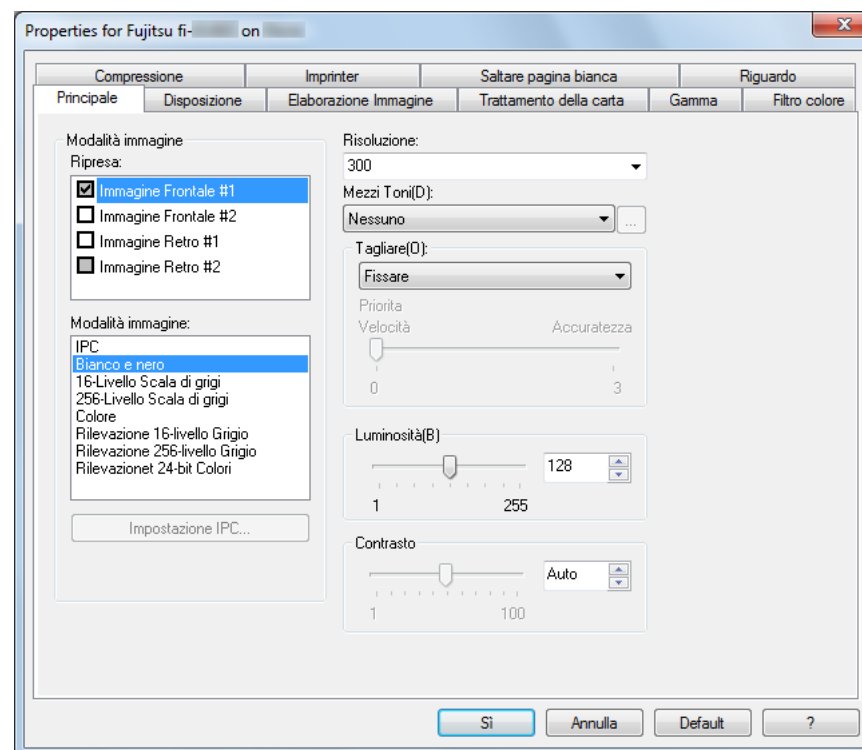 Properties for Fujitsu fi- on
Compressione Imprinter Saltare pagina bianca Riguardo
Principale Disposizione Elaborazione Immagine Trattamento della carta Gamma Filtro colore
Modalità immagine
Ripresa:
Immagine Frontale #1
Immagine Frontale #2
Immagine Retro #1
Immagine Retro #2
Modalità immagine:
IPC
Bianco e nero
16-Livello Scala di grigi
256-Livello Scala di grigi
Colore
Rilevazione 16-livello Grigio
Rilevazione 256-livello Grigio
Rilevazionet 24-bit Colori
Impostazione IPC...
Risoluzione:
300
Mezzi Toni(D):
Nessuno ...
Tagliare(O):
Fissare
Priorita
Velocità Accuratezza
0 3
Luminosità(B)
128
1 255
Contrasto
Auto
1 100
Sì Annulla Default ?